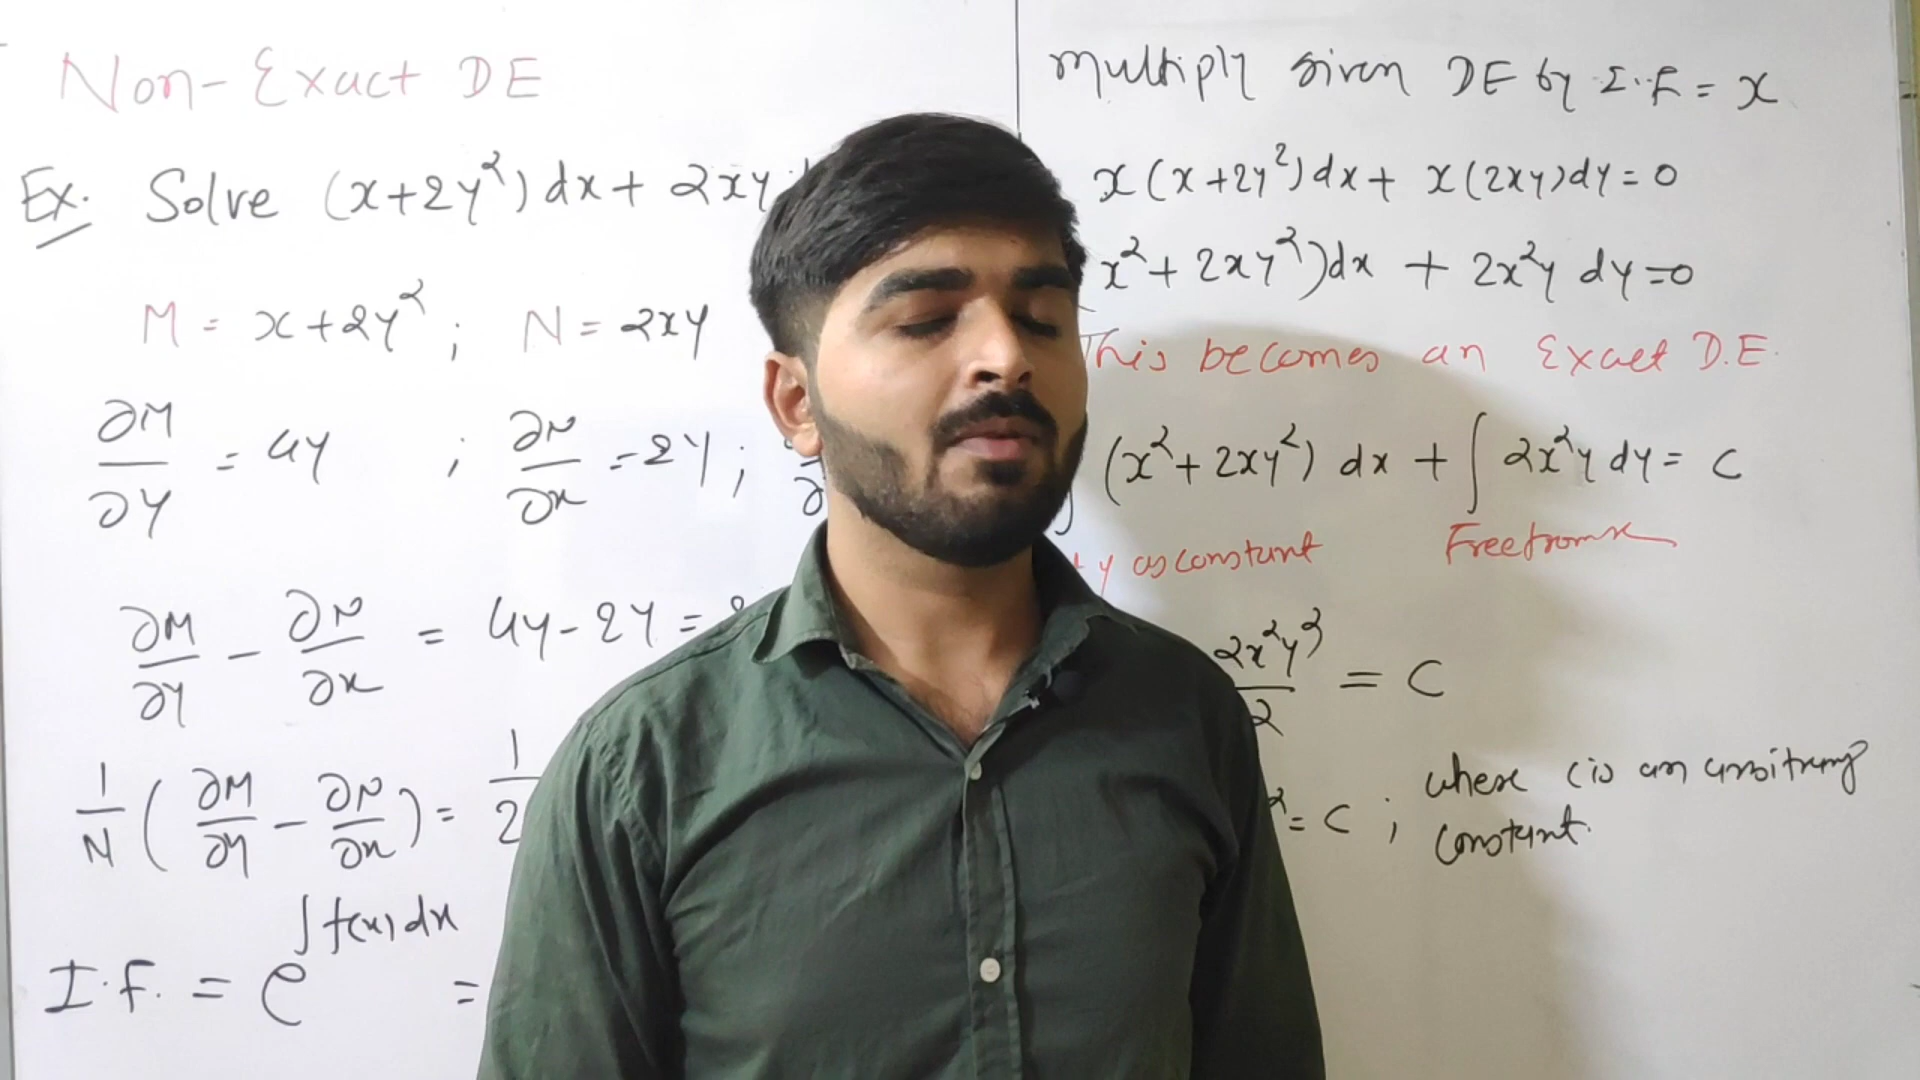 Non-Exact DE
Ex. Solve (x+2y²)dx + 2xy
M = x+2y² ; N = 2xy
∂M/∂y = 4y ; ∂N/∂x = 2y ;
∂M/∂y − ∂N/∂x = 4y − 2y =
1/N (∂M/∂y − ∂N/∂x) = 1/2
I.F. = e^∫f(x)dx =
Multiply given DE by I.F. = x
x(x+2y²)dx + x(2xy)dy = 0
x² + 2xy²)dx + 2x²y dy = 0
This becomes an Exact D.E.
∫(x² + 2xy²) dx + ∫2x²y dy = C
y as constant Free from x
2x²y²/2 = C
² = C ; where C is an arbitrary
constant.